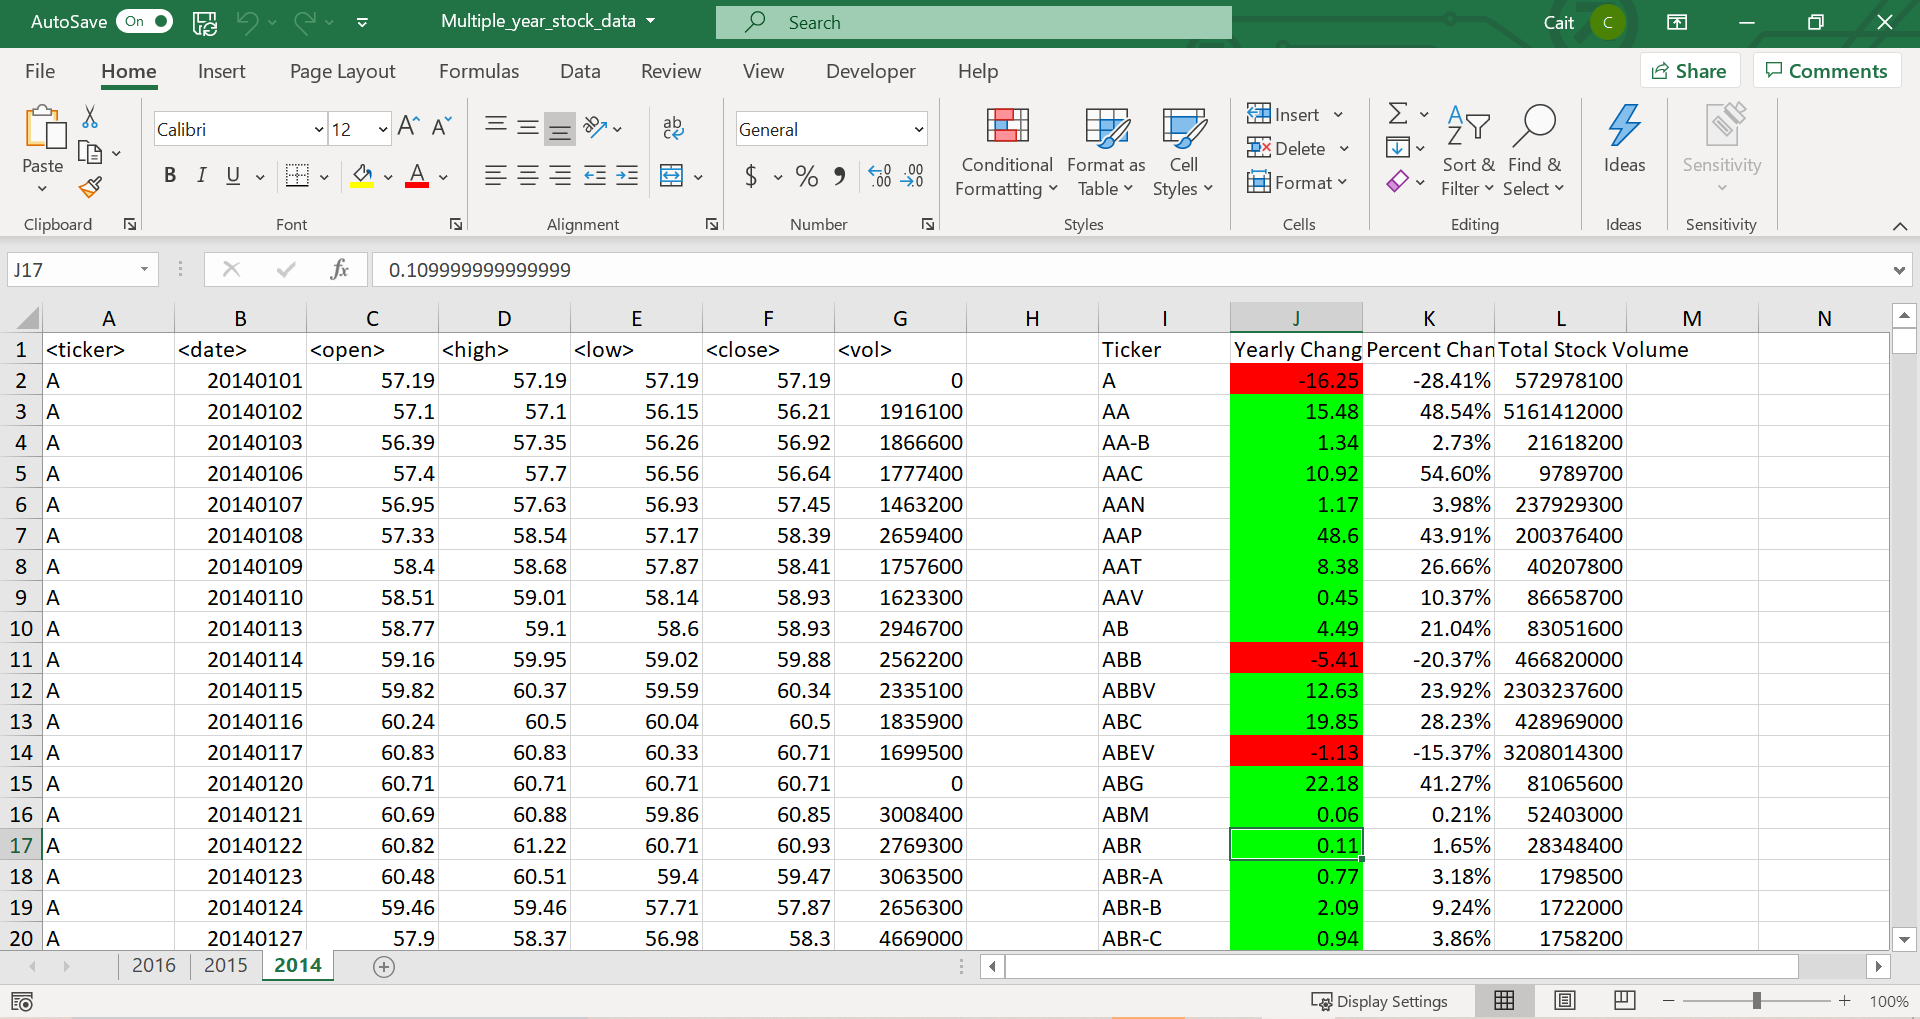 AutoSave On Multiple_year_stock_data Search Cait C
File Home Insert Page Layout Formulas Data Review View Developer Help Share Comments
Calibri 12 A A ab c General Insert Σ A Z
Paste Conditional Formatting Format as Table Cell Styles Delete Sort & Filter Find & Select Ideas Sensitivity
B I U A $ % 9 .00 .00 Format
Clipboard Font Alignment Number Styles Cells Editing Ideas Sensitivity
J17 fx 0.109999999999999
A B C D E F G H I J K L M N
1 <ticker> <date> <open> <high> <low> <close> <vol> Ticker Yearly Chang Percent Chan Total Stock Volume
2 A 20140101 57.19 57.19 57.19 57.19 0 A -16.25 -28.41% 572978100
3 A 20140102 57.1 57.1 56.15 56.21 1916100 AA 15.48 48.54% 5161412000
4 A 20140103 56.39 57.35 56.26 56.92 1866600 AA-B 1.34 2.73% 21618200
5 A 20140106 57.4 57.7 56.56 56.64 1777400 AAC 10.92 54.60% 9789700
6 A 20140107 56.95 57.63 56.93 57.45 1463200 AAN 1.17 3.98% 237929300
7 A 20140108 57.33 58.54 57.17 58.39 2659400 AAP 48.6 43.91% 200376400
8 A 20140109 58.4 58.68 57.87 58.41 1757600 AAT 8.38 26.66% 40207800
9 A 20140110 58.51 59.01 58.14 58.93 1623300 AAV 0.45 10.37% 86658700
10 A 20140113 58.77 59.1 58.6 58.93 2946700 AB 4.49 21.04% 83051600
11 A 20140114 59.16 59.95 59.02 59.88 2562200 ABB -5.41 -20.37% 466820000
12 A 20140115 59.82 60.37 59.59 60.34 2335100 ABBV 12.63 23.92% 2303237600
13 A 20140116 60.24 60.5 60.04 60.5 1835900 ABC 19.85 28.23% 428969000
14 A 20140117 60.83 60.83 60.33 60.71 1699500 ABEV -1.13 -15.37% 3208014300
15 A 20140120 60.71 60.71 60.71 60.71 0 ABG 22.18 41.27% 81065600
16 A 20140121 60.69 60.88 59.86 60.85 3008400 ABM 0.06 0.21% 52403000
17 A 20140122 60.82 61.22 60.71 60.93 2769300 ABR 0.11 1.65% 28348400
18 A 20140123 60.48 60.51 59.4 59.47 3063500 ABR-A 0.77 3.18% 1798500
19 A 20140124 59.46 59.46 57.71 57.87 2656300 ABR-B 2.09 9.24% 1722000
20 A 20140127 57.9 58.37 56.98 58.3 4669000 ABR-C 0.94 3.86% 1758200
2016 2015 2014
Display Settings 100%